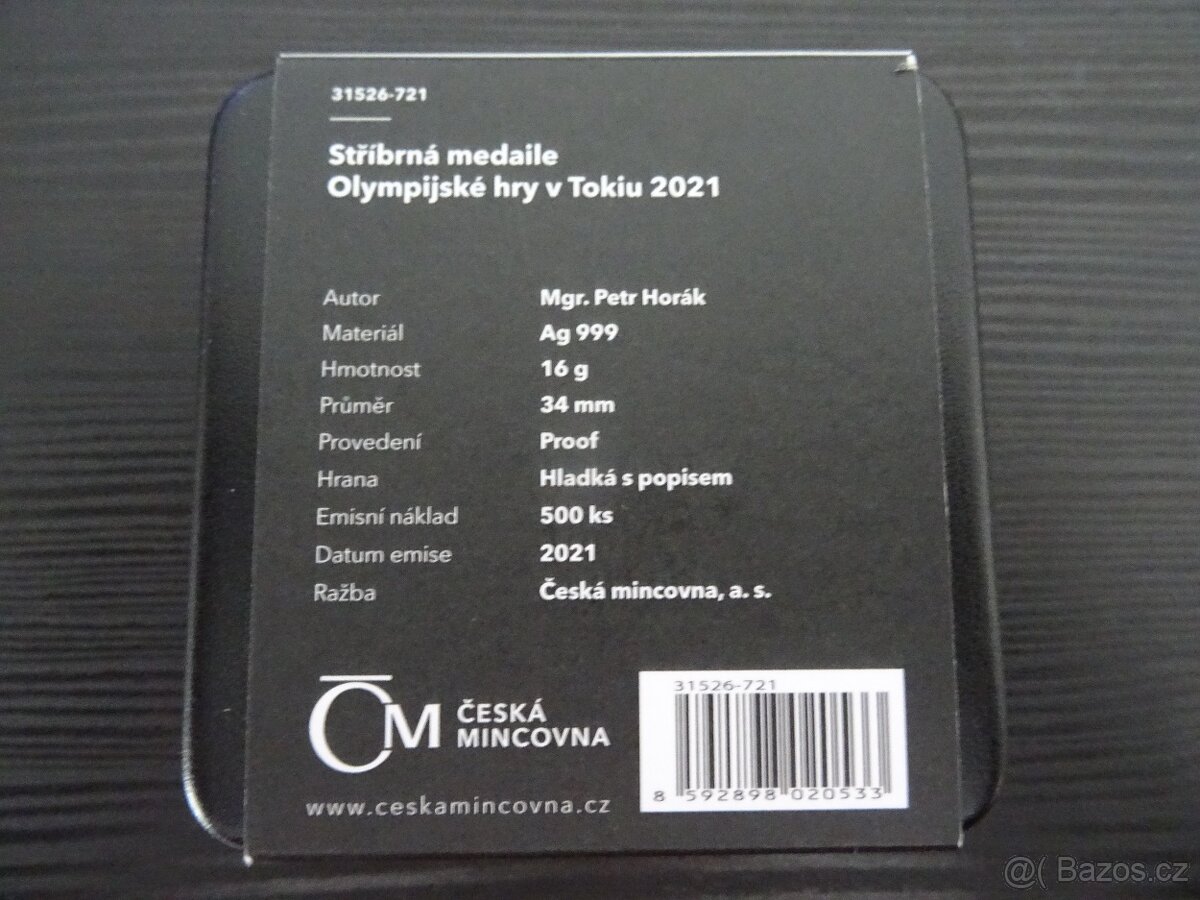 31526-721
Stříbrná medaile
Olympijské hry v Tokiu 2021
Autor Mgr. Petr Horák
Materiál Ag 999
Hmotnost 16 g
Průměr 34 mm
Provedení Proof
Hrana Hladká s popisem
Emisní náklad 500 ks
Datum emise 2021
Ražba Česká mincovna, a. s.
ČM ČESKÁ
MINCOVNA
www.ceskamincovna.cz
31526-721
8 592898 020533
@( Bazos.cz